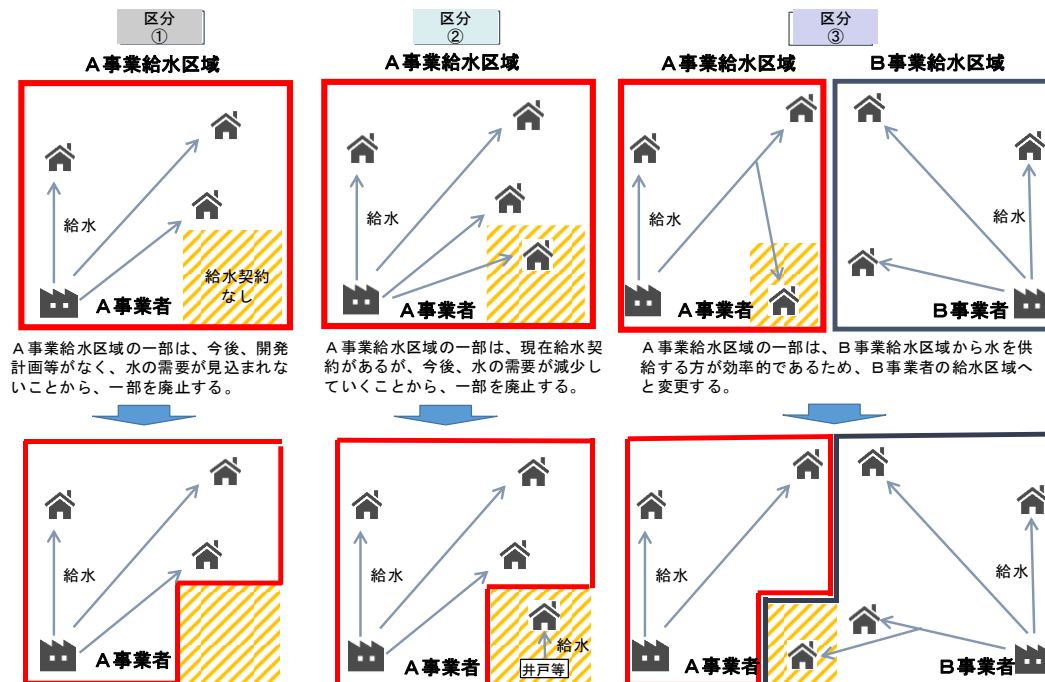 区分
①
A事業給水区域
給水
給水契約
なし
A事業者
A事業給水区域の一部は、今後、開発
計画等がなく、水の需要が見込まれな
いことから、一部を廃止する。
給水
A事業者
区分
②
A事業給水区域
給水
A事業者
A事業給水区域の一部は、現在給水契
約があるが、今後、水の需要が減少し
ていくことから、一部を廃止する。
給水
A事業者
給水
井戸等
区分
③
A事業給水区域
B事業給水区域
給水
給水
A事業者
B事業者
A事業給水区域の一部は、B事業給水区域から水を供
給する方が効率的であるため、B事業者の給水区域へ
と変更する。
給水
給水
A事業者
B事業者